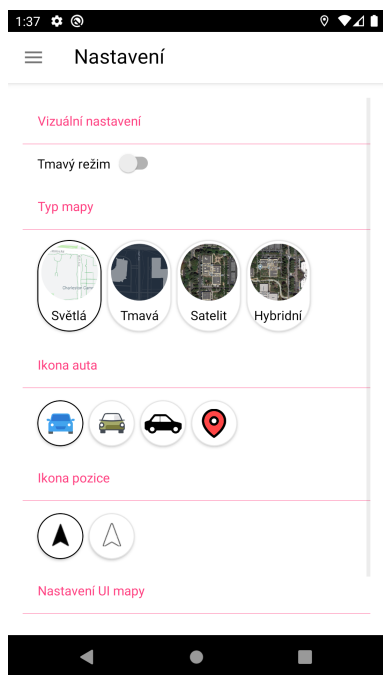 1:37
Nastavení
Vizuální nastavení
Tmavý režim
Typ mapy
Světlá
Tmavá
Satelit
Hybridní
Ikona auta
Ikona pozice
Nastavení UI mapy